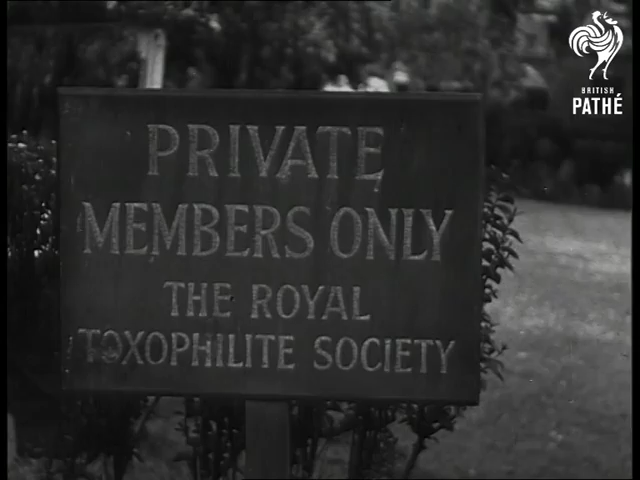 BRITISH
PATHÉ
PRIVATE
MEMBERS ONLY
THE ROYAL
TOXOPHILITE SOCIETY